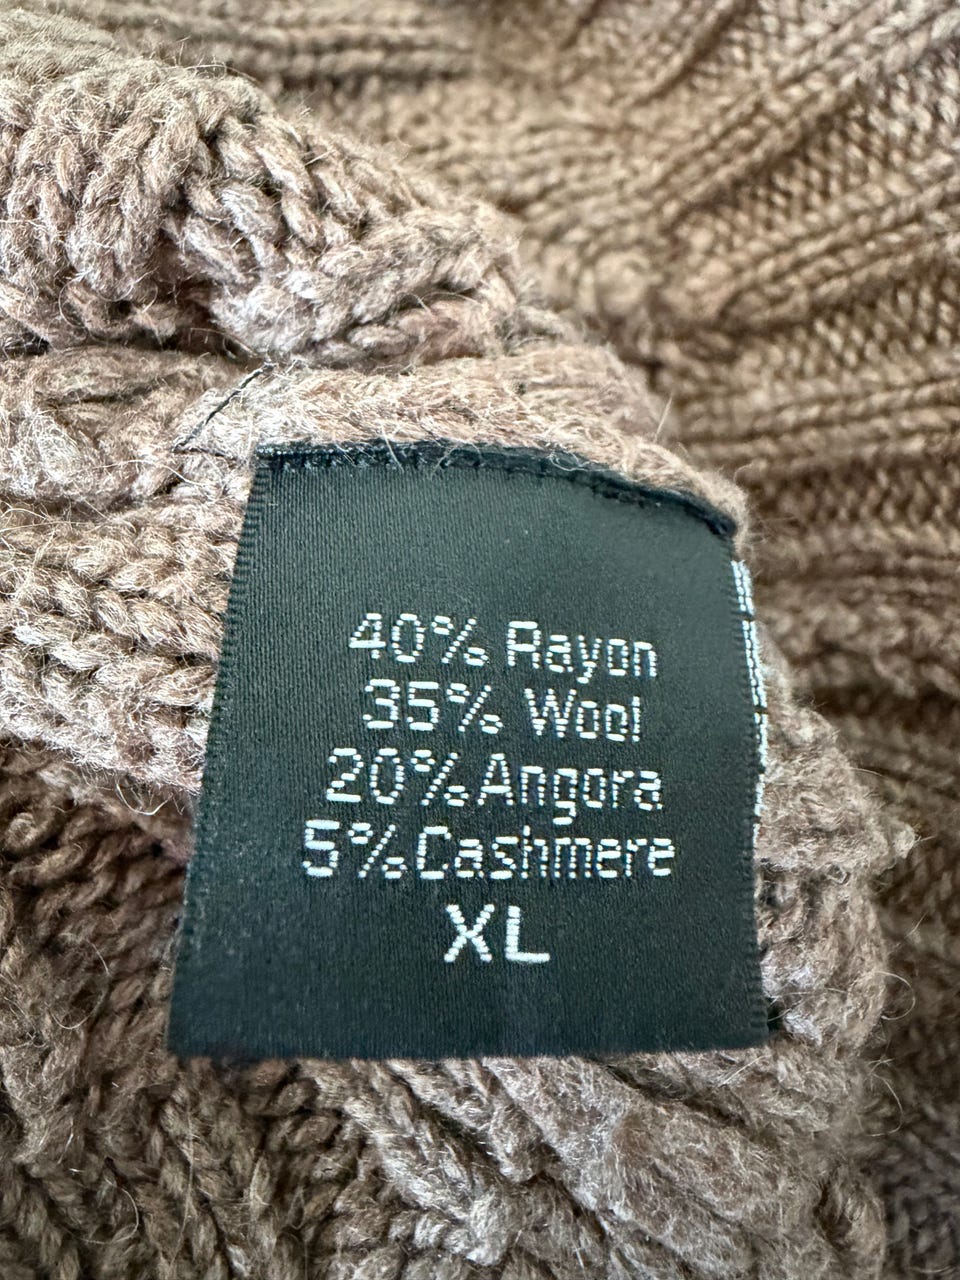 40% Rayon
35% Wool
20% Angora
5% Cashmere
XL